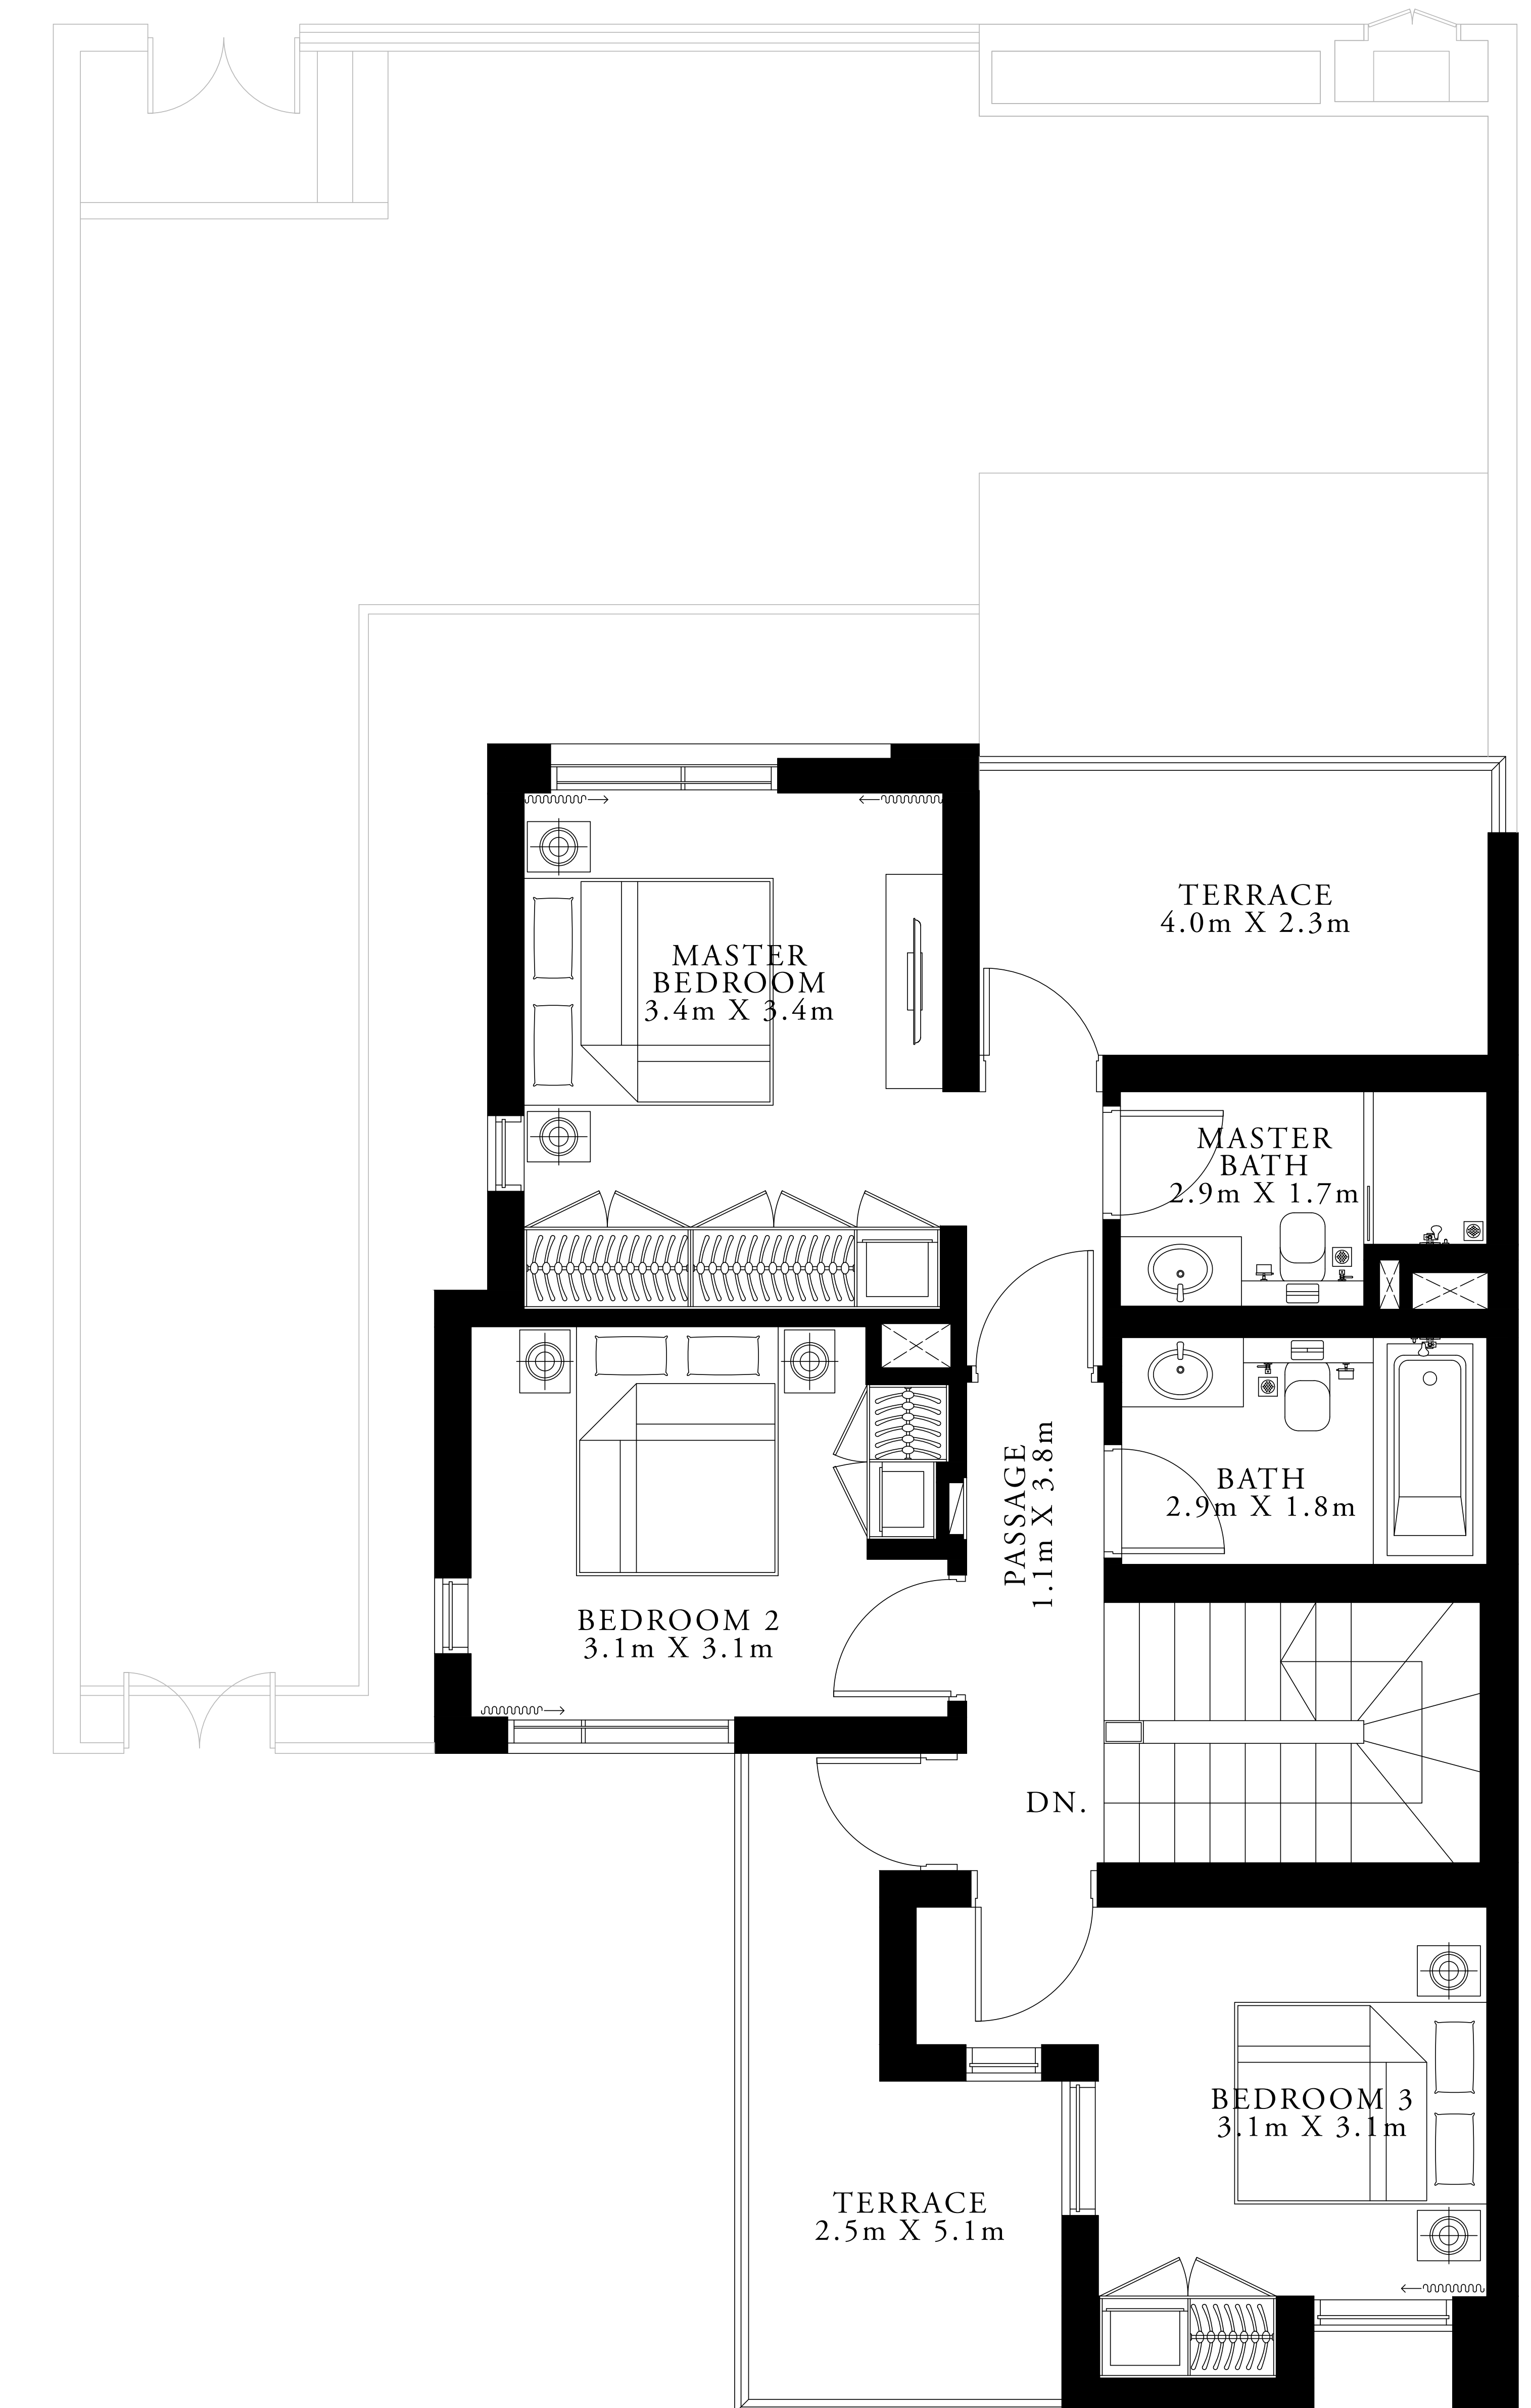 TERRACE
4.0m X 2.3m
MASTER
BEDROOM
3.4m X 3.4m
MASTER
BATH
2.9m X 1.7m
PASSAGE
1.1m X 3.8m
BATH
2.9m X 1.8m
BEDROOM 2
3.1m X 3.1m
DN.
BEDROOM 3
3.1m X 3.1m
TERRACE
2.5m X 5.1m